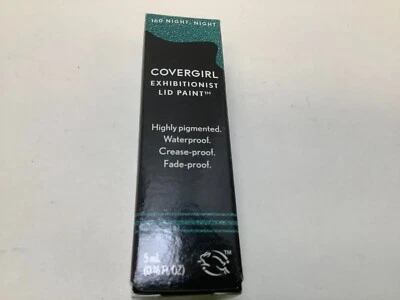 160 NIGHT, NIGHT
COVERGIRL
EXHIBITIONIST
LID PAINT™
Highly pigmented.
Waterproof.
Crease-proof.
Fade-proof.
5 mL
(0.16 FL OZ)
TM